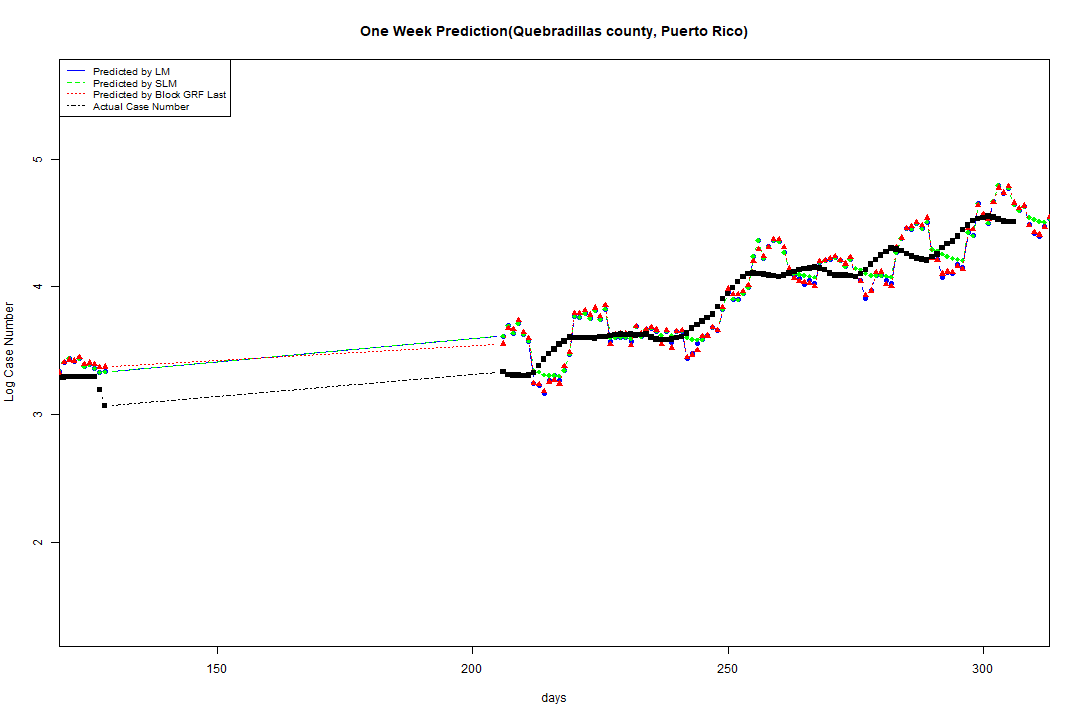 One Week Prediction(Quebradillas county, Puerto Rico)
Predicted by LM
Predicted by SLM
Predicted by Block GRF Last
Actual Case Number
5
4
3
2
Log Case Number
150 200 250 300
days